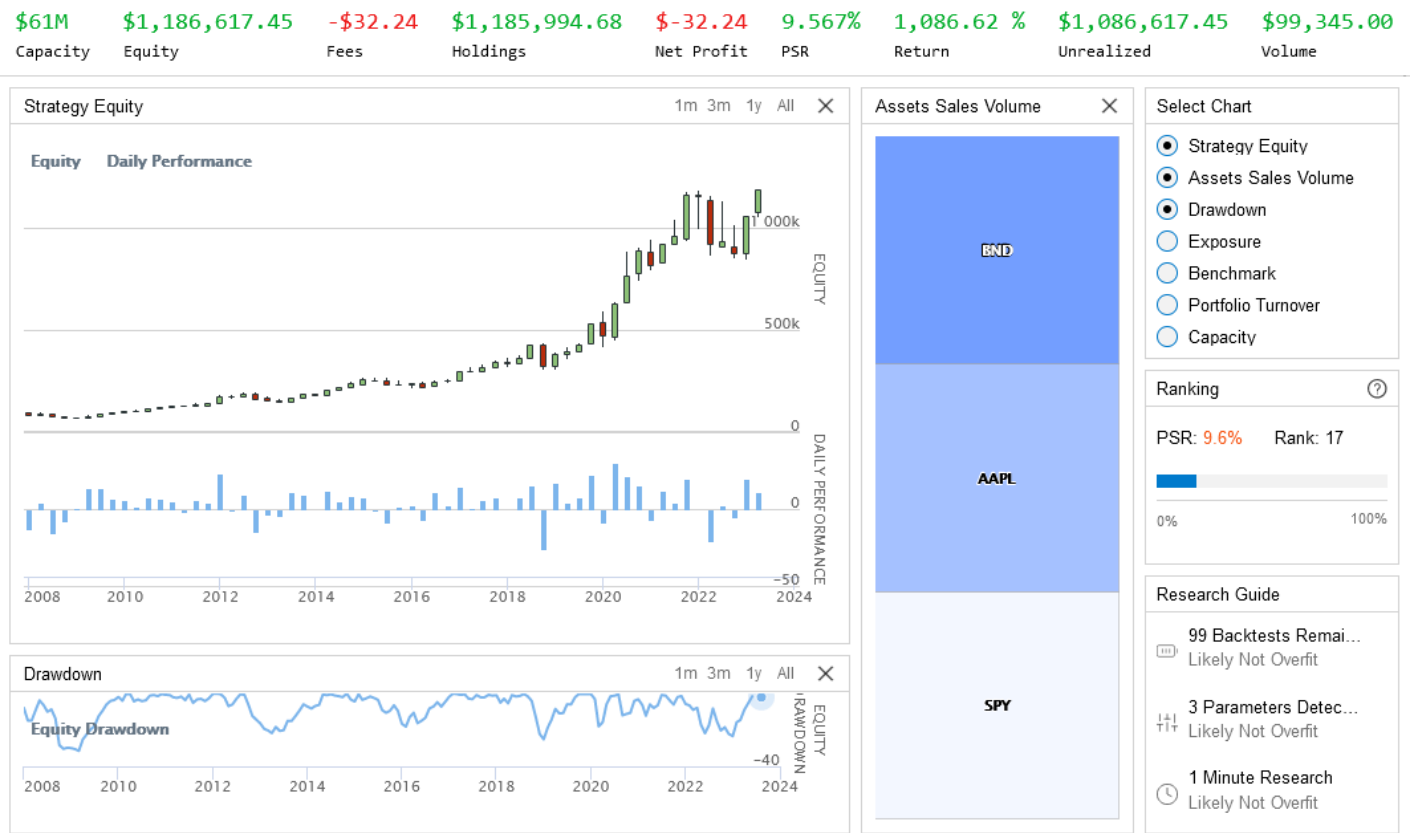 $61M $1,186,617.45 -$32.24 $1,185,994.68 $-32.24 9.567% 1,086.62 % $1,086,617.45 $99,345.00
Capacity Equity Fees Holdings Net Profit PSR Return Unrealized Volume
Strategy Equity 1m 3m 1y All
Equity Daily Performance
1 000k
500k
0
EQUITY
0
-50
DAILY PERFORMANCE
2008 2010 2012 2014 2016 2018 2020 2022 2024
Drawdown 1m 3m 1y All
Equity Drawdown
-40
EQUITY
RAWDOWN
2008 2010 2012 2014 2016 2018 2020 2022 2024
Assets Sales Volume
BND
AAPL
SPY
Select Chart
Strategy Equity
Assets Sales Volume
Drawdown
Exposure
Benchmark
Portfolio Turnover
Capacity
Ranking ?
PSR: 9.6% Rank: 17
0% 100%
Research Guide
99 Backtests Remai...
Likely Not Overfit
3 Parameters Detec...
Likely Not Overfit
1 Minute Research
Likely Not Overfit